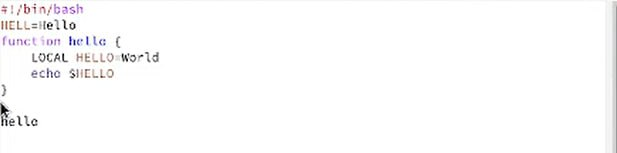 #!/bin/bash
HELL=Hello
function hello {
    LOCAL HELLO=World
    echo $HELLO
}
hello